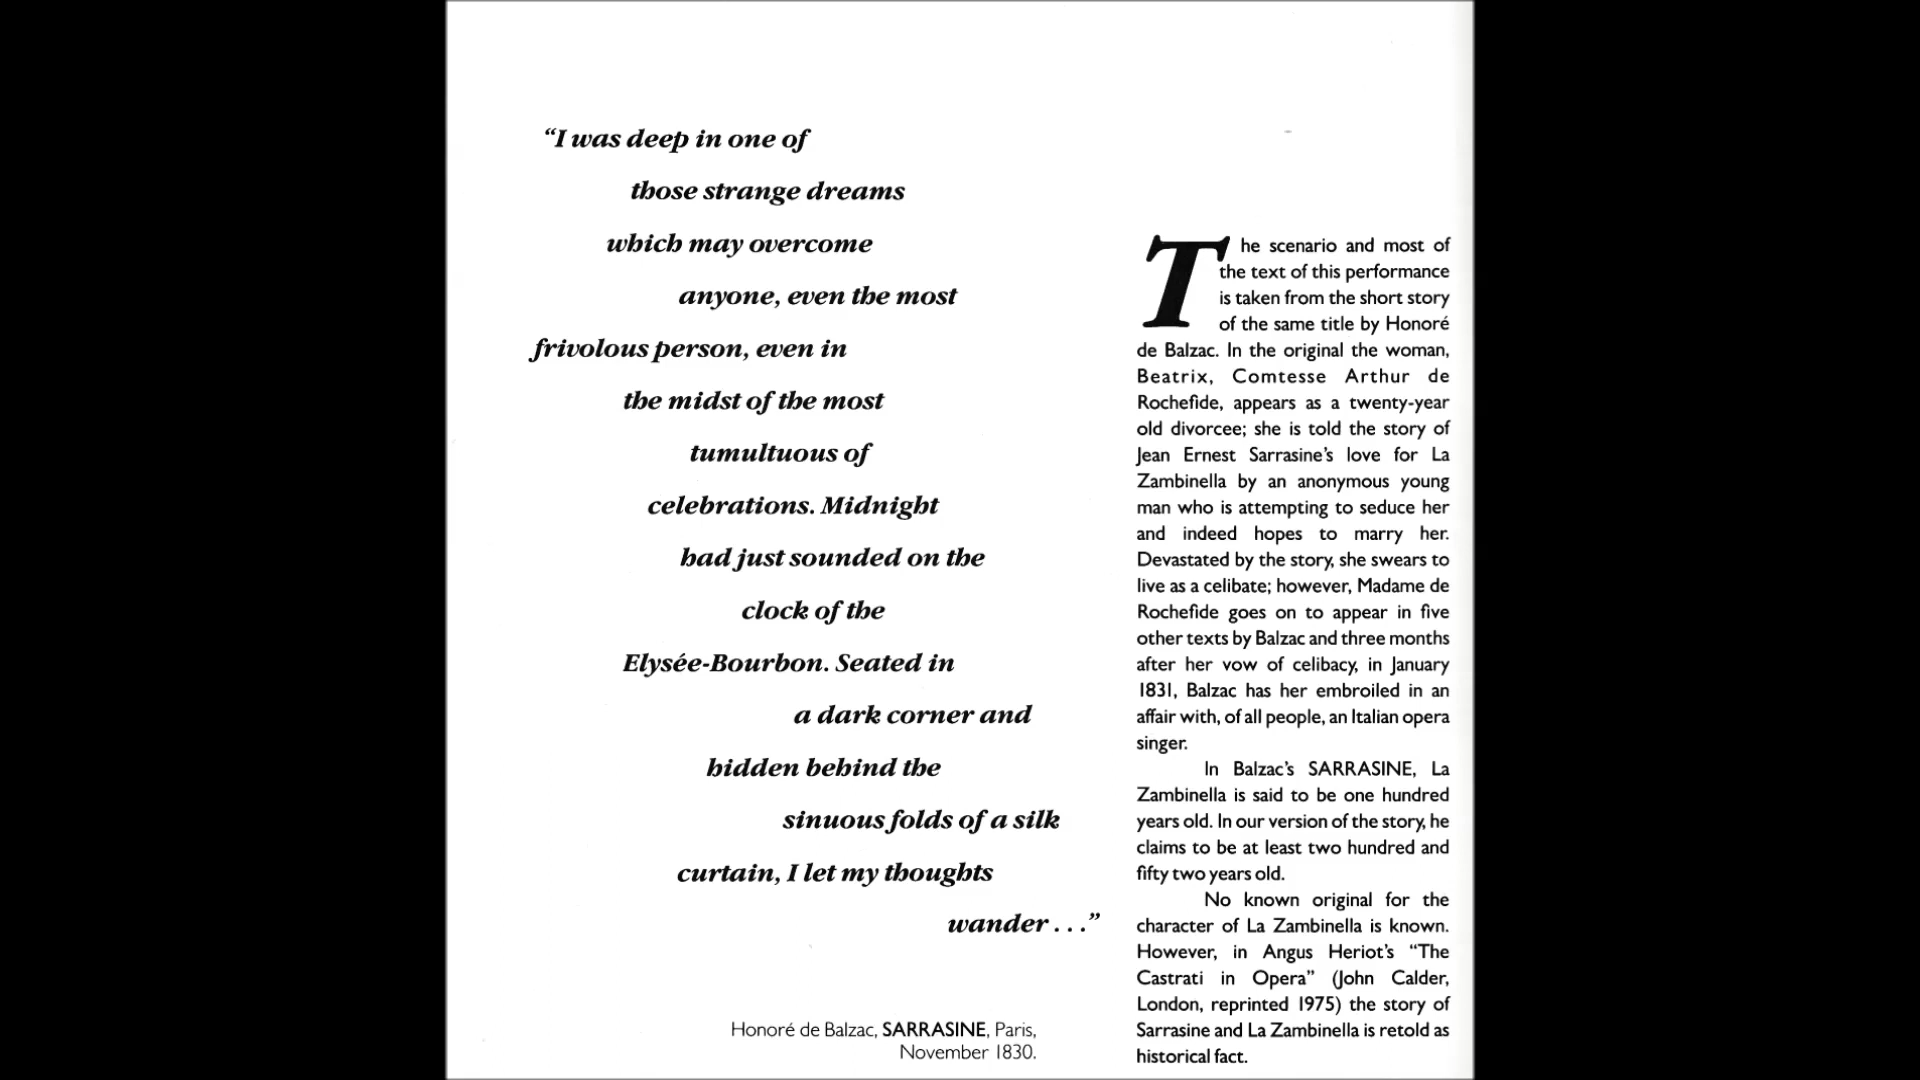 “I was deep in one of
those strange dreams
which may overcome
anyone, even the most
frivolous person, even in
the midst of the most
tumultuous of
celebrations. Midnight
had just sounded on the
clock of the
Elysée-Bourbon. Seated in
a dark corner and
hidden behind the
sinuous folds of a silk
curtain, I let my thoughts
wander . . .”
Honoré de Balzac, SARRASINE, Paris,
November 1830.
The scenario and most of
the text of this performance
is taken from the short story
of the same title by Honoré
de Balzac. In the original the woman,
Beatrix, Comtesse Arthur de
Rochefide, appears as a twenty-year
old divorcee; she is told the story of
Jean Ernest Sarrasine’s love for La
Zambinella by an anonymous young
man who is attempting to seduce her
and indeed hopes to marry her.
Devastated by the story, she swears to
live as a celibate; however, Madame de
Rochefide goes on to appear in five
other texts by Balzac and three months
after her vow of celibacy, in January
1831, Balzac has her embroiled in an
affair with, of all people, an Italian opera
singer.
In Balzac’s SARRASINE, La
Zambinella is said to be one hundred
years old. In our version of the story, he
claims to be at least two hundred and
fifty two years old.
No known original for the
character of La Zambinella is known.
However, in Angus Heriot’s “The
Castrati in Opera” (John Calder,
London, reprinted 1975) the story of
Sarrasine and La Zambinella is retold as
historical fact.